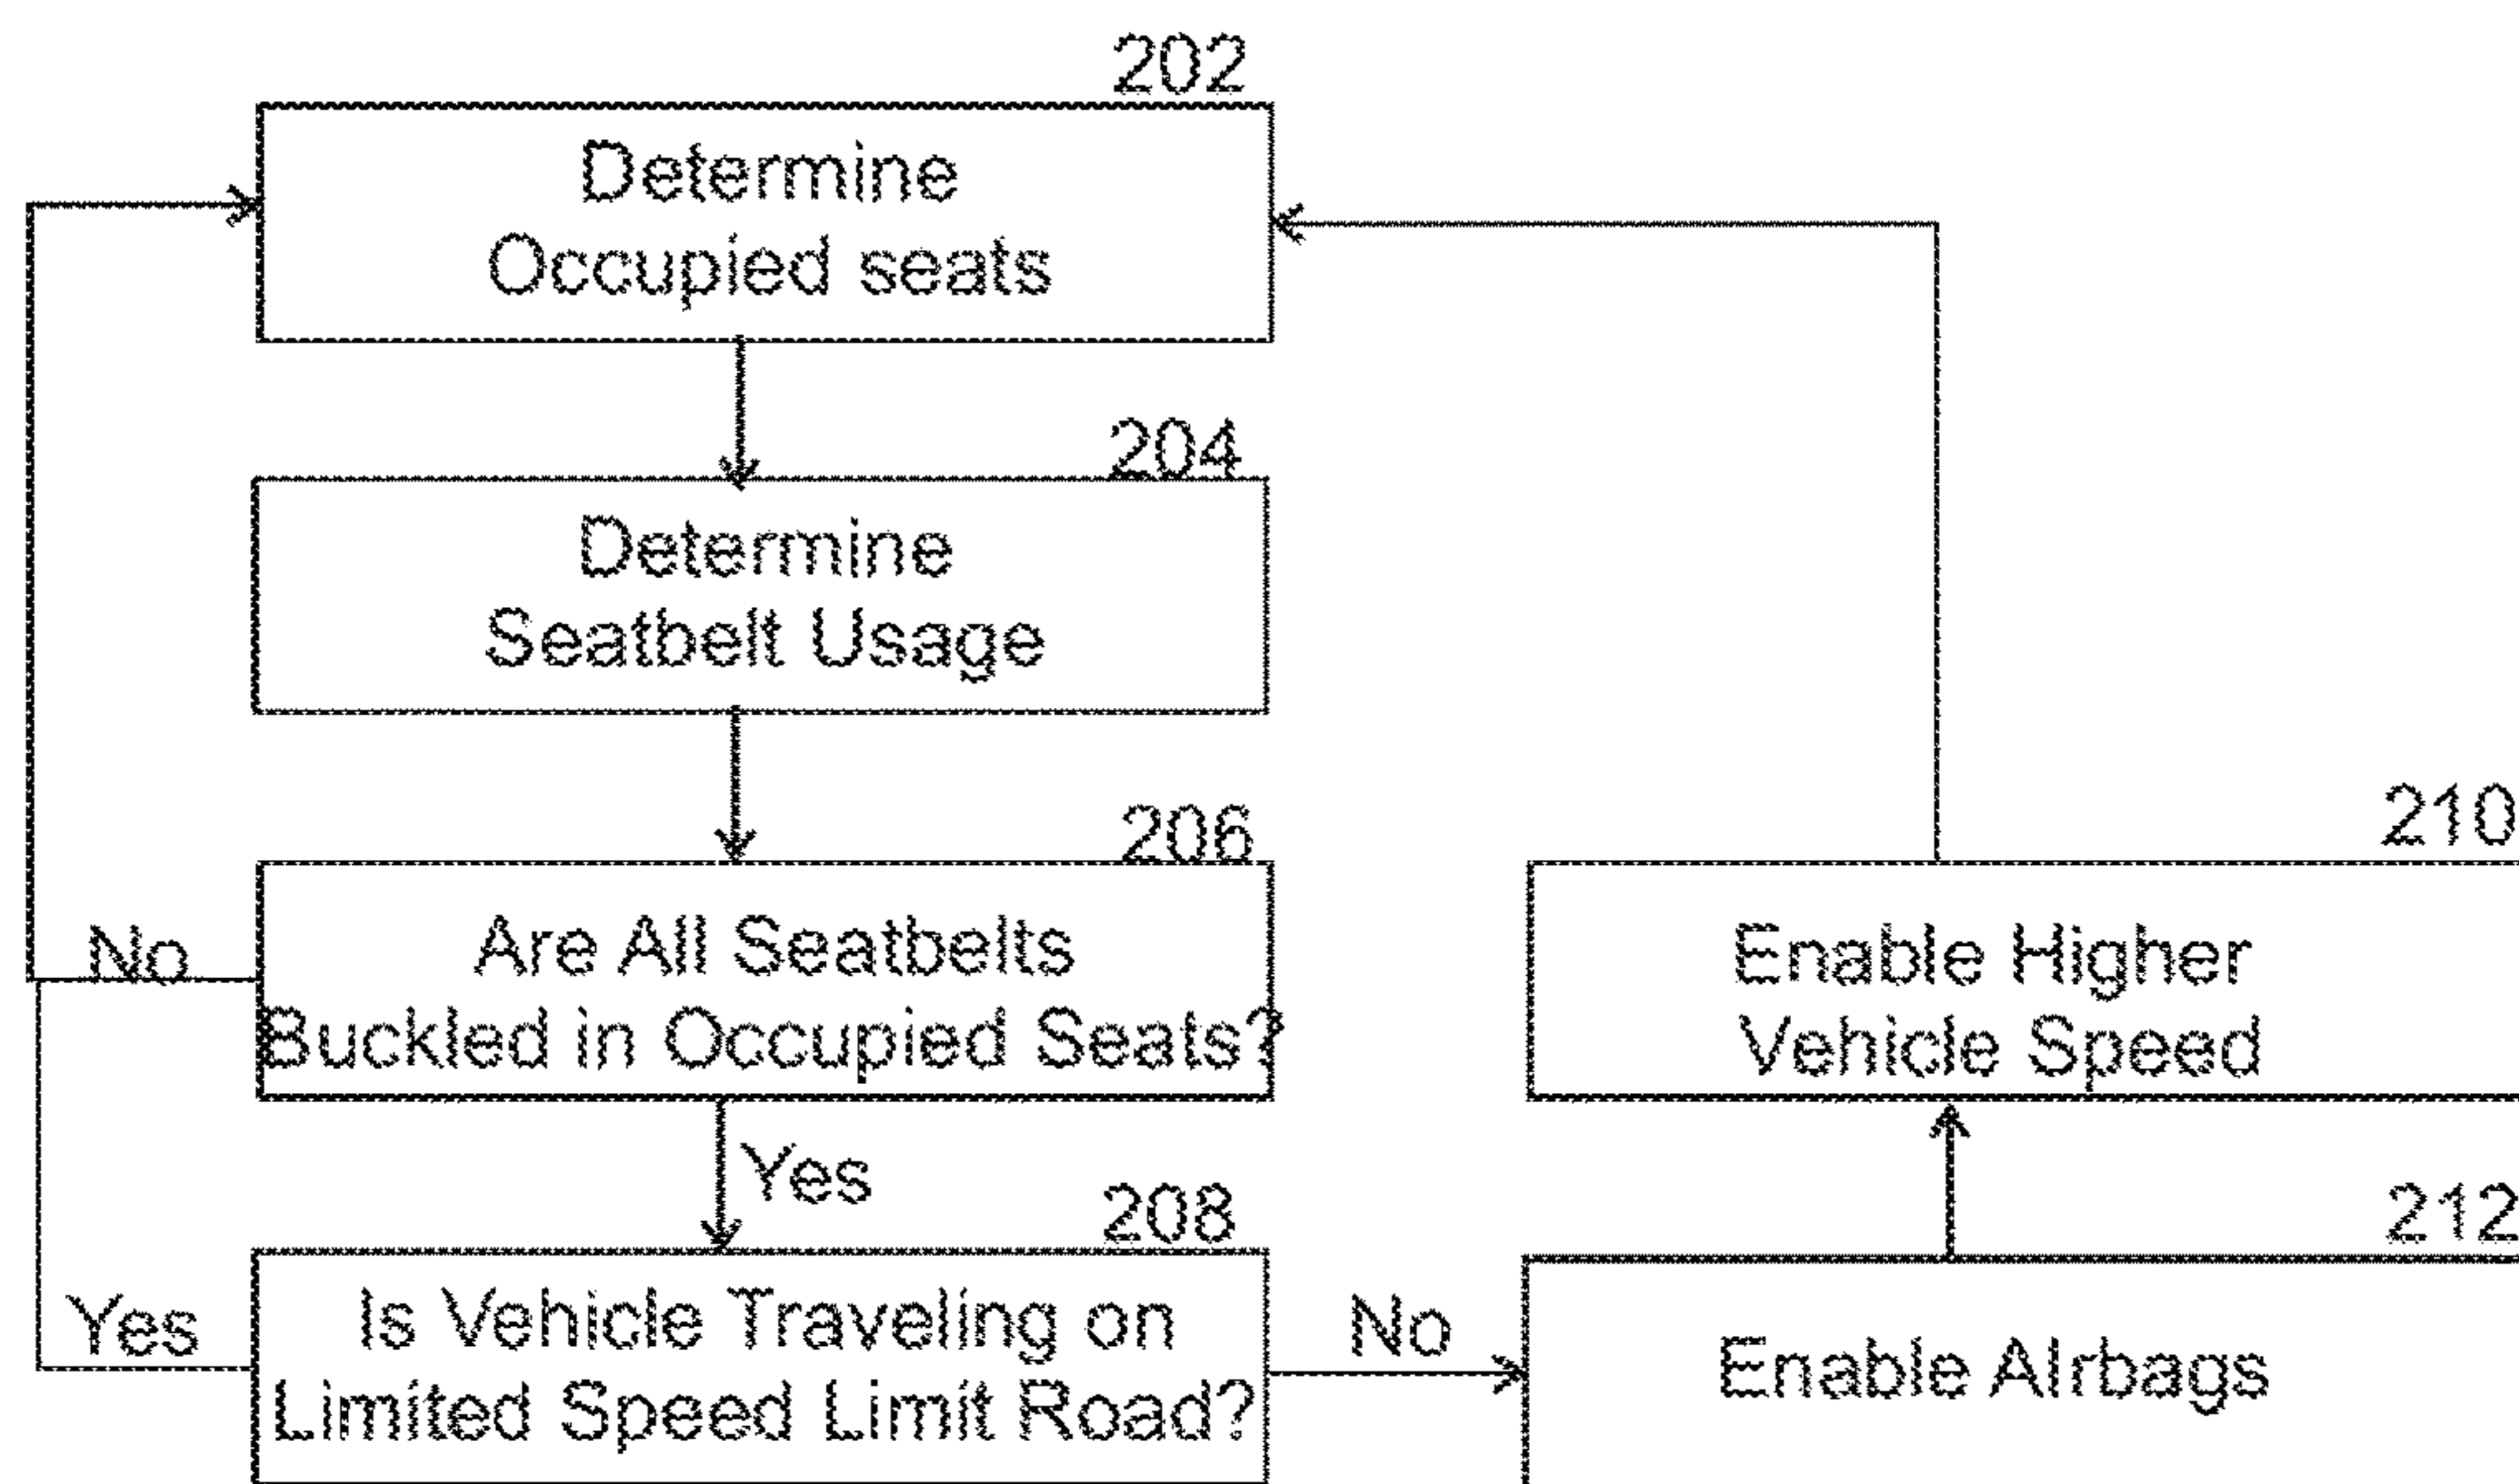 202
Determine
Occupied seats
204
Determine
Seatbelt Usage
206
Are All Seatbelts
Buckled in Occupied Seats?
No
Yes
208
Is Vehicle Traveling on
Limited Speed Limit Road?
Yes
No
210
Enable Higher
Vehicle Speed
212
Enable AIrbags